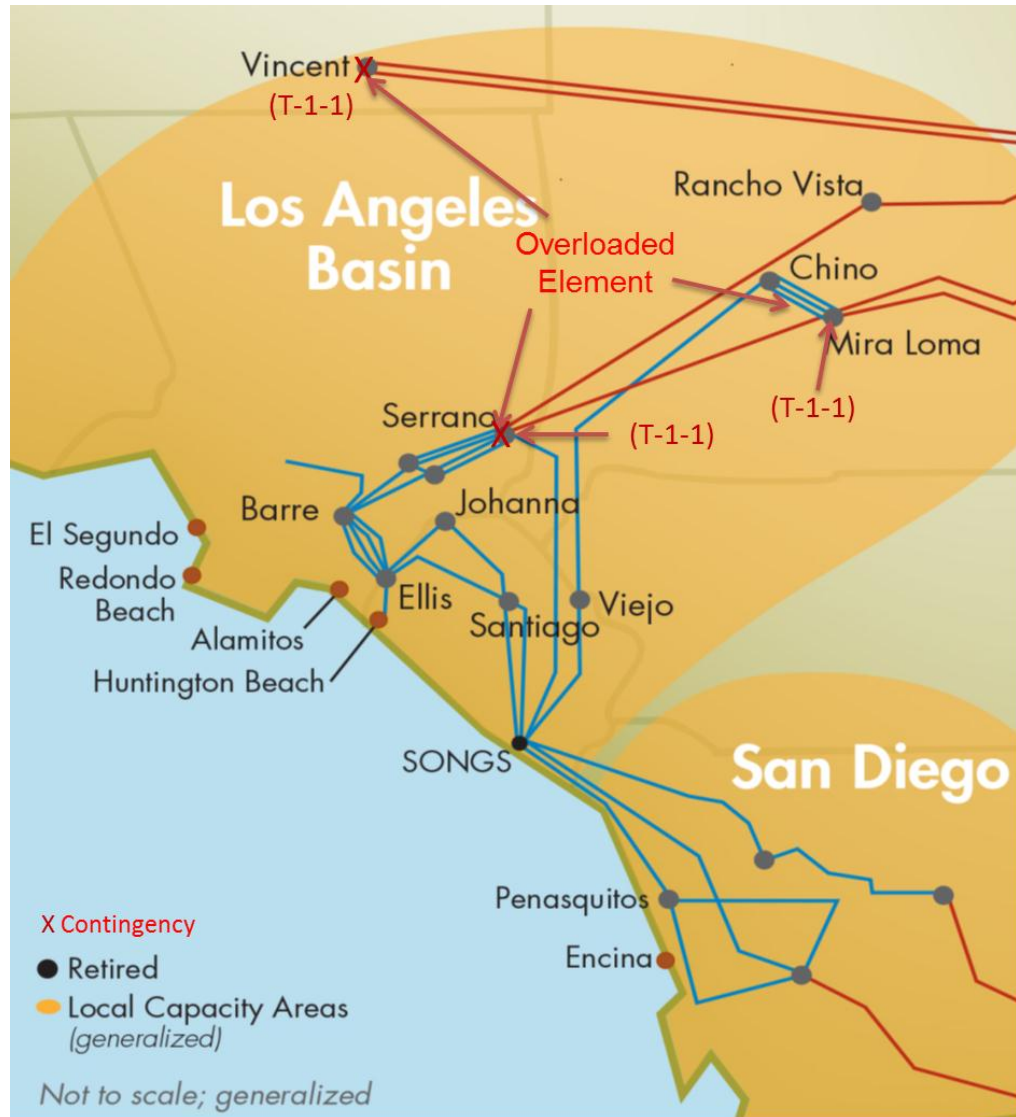 Vincent
X
(T-1-1)
Los Angeles
Basin
Rancho Vista
Overloaded
Element
Chino
Mira Loma
(T-1-1)
Serrano
X
(T-1-1)
Barre
Johanna
El Segundo
Redondo
Beach
Ellis
Santiago
Viejo
Alamitos
Huntington Beach
SONGS
San Diego
Penasquitos
Encina
X Contingency
Retired
Local Capacity Areas
(generalized)
Not to scale; generalized